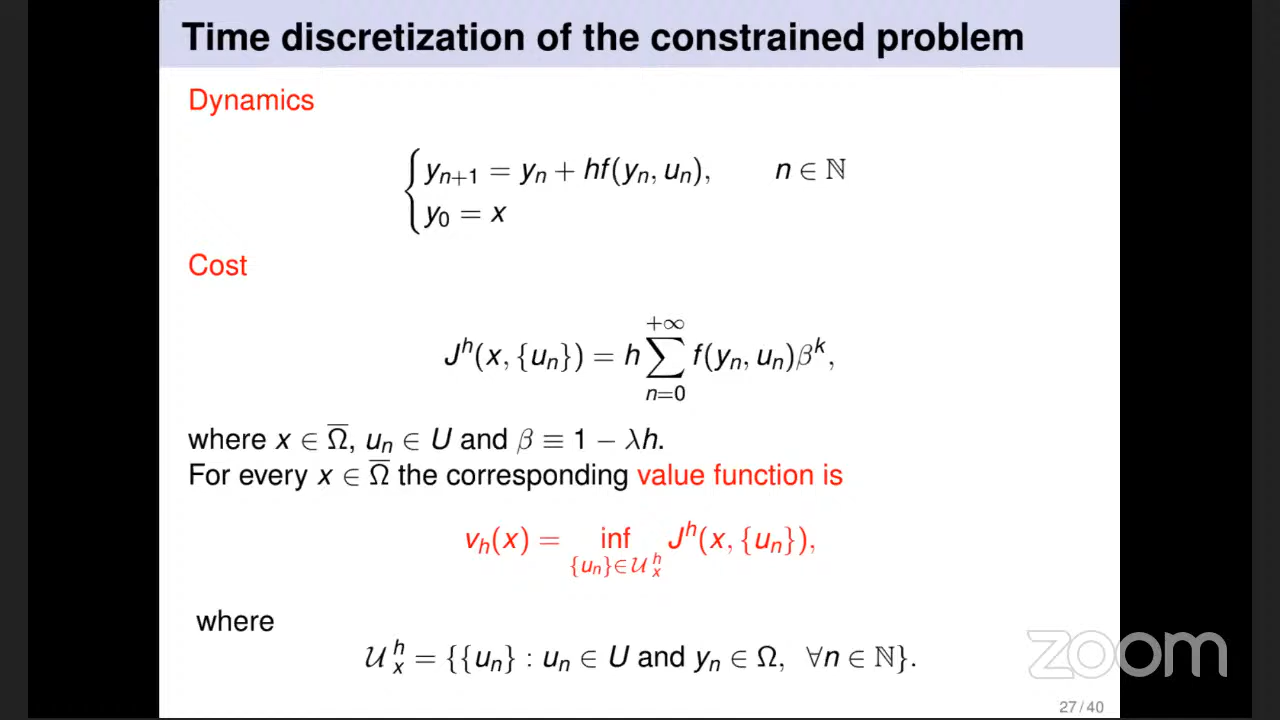 Time discretization of the constrained problem
Dynamics
{ y_{n+1} = y_n + hf(y_n, u_n),    n ∈ ℕ
y_0 = x
Cost
J^h(x, {u_n}) = h ∑_{n=0}^{+∞} f(y_n, u_n)β^k,
where x ∈ Ω̅, u_n ∈ U and β ≡ 1 − λh.
For every x ∈ Ω̅ the corresponding value function is
v_h(x) = inf_{{u_n}∈𝒰_x^h} J^h(x, {u_n}),
where
𝒰_x^h = {{u_n} : u_n ∈ U and y_n ∈ Ω, ∀n ∈ ℕ}.
zoom
27 / 40